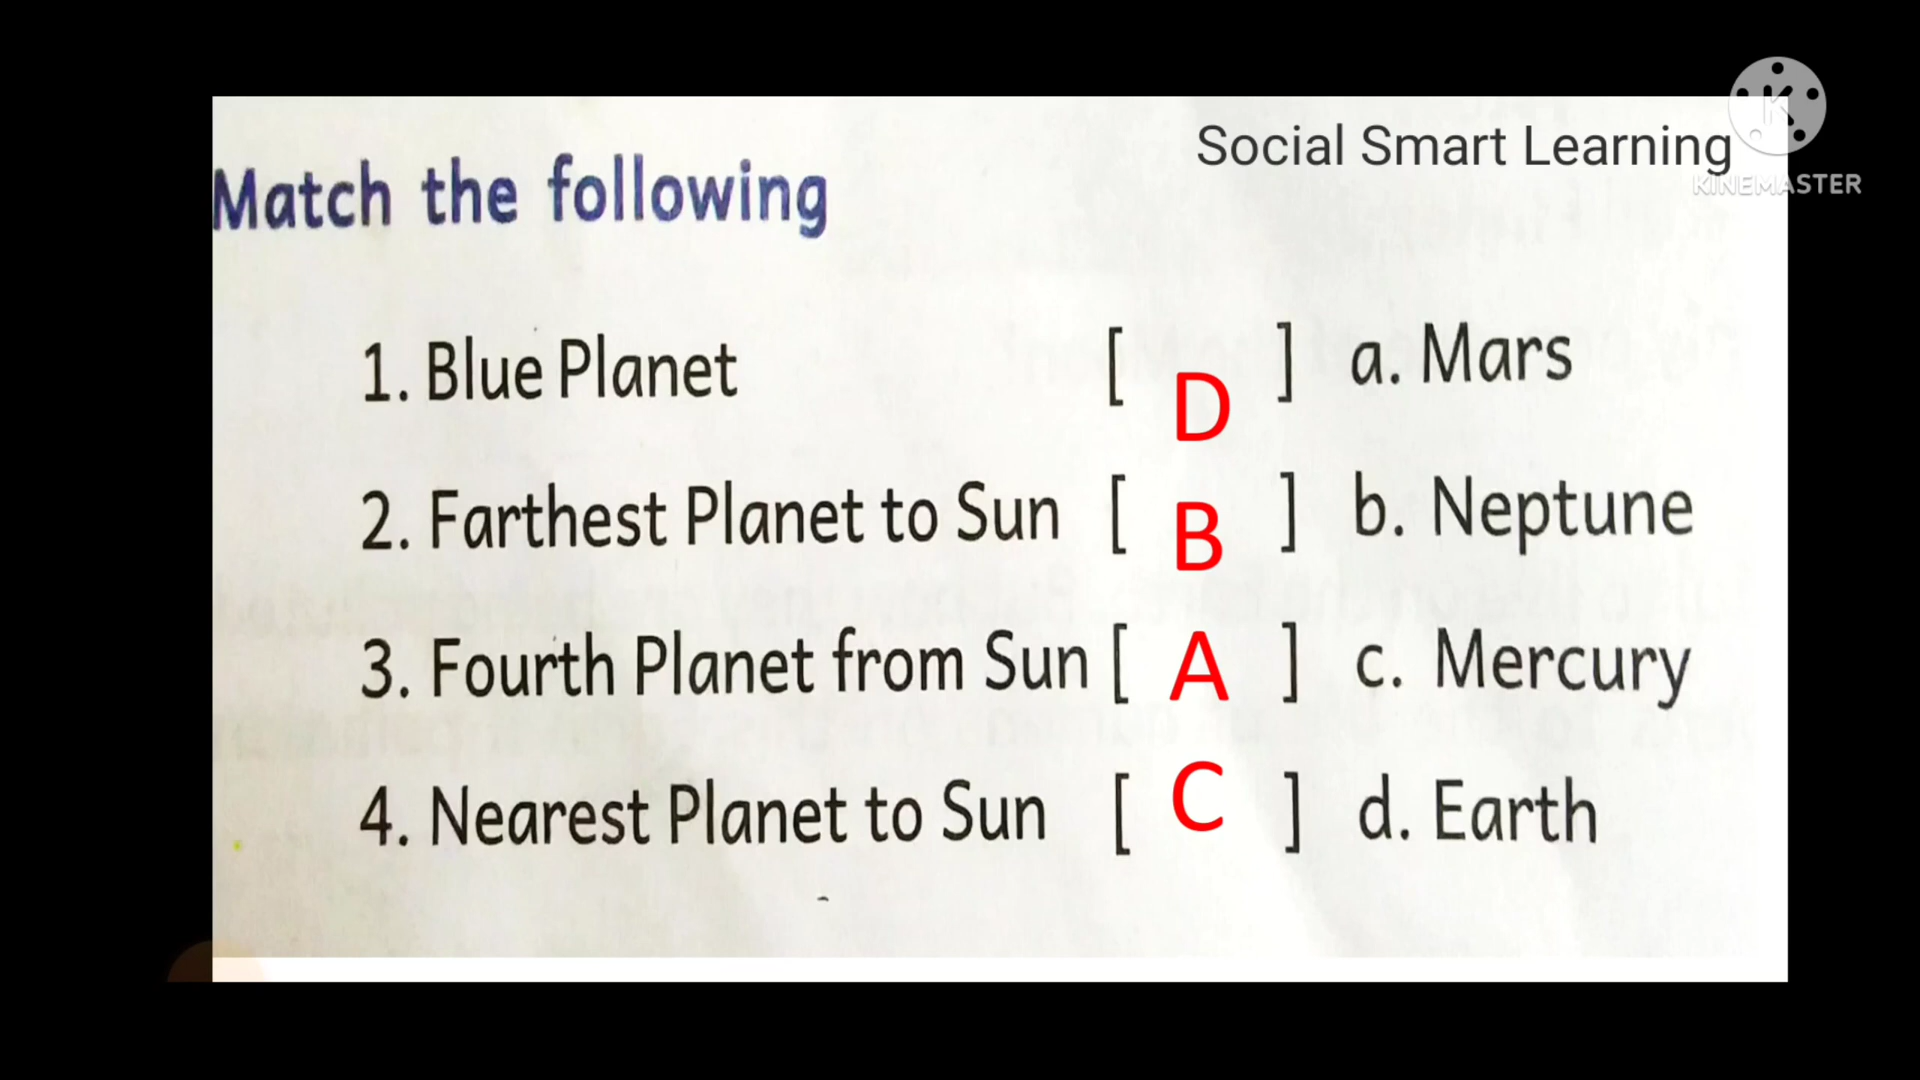 Social Smart Learning
KINEMASTER
Match the following
1. Blue Planet [ D ] a. Mars
2. Farthest Planet to Sun [ B ] b. Neptune
3. Fourth Planet from Sun [ A ] c. Mercury
4. Nearest Planet to Sun [ C ] d. Earth